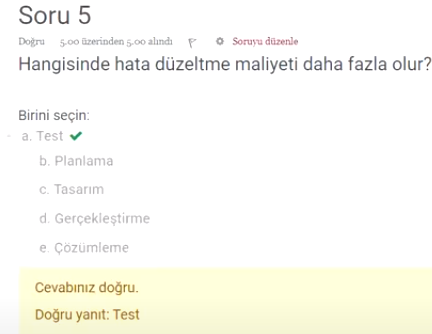 Soru 5
Doğru 5.00 üzerinden 5.00 alındı Soruyu düzenle
Hangisinde hata düzeltme maliyeti daha fazla olur?
Birini seçin:
a. Test
b. Planlama
c. Tasarım
d. Gerçekleştirme
e. Çözümleme
Cevabınız doğru.
Doğru yanıt: Test